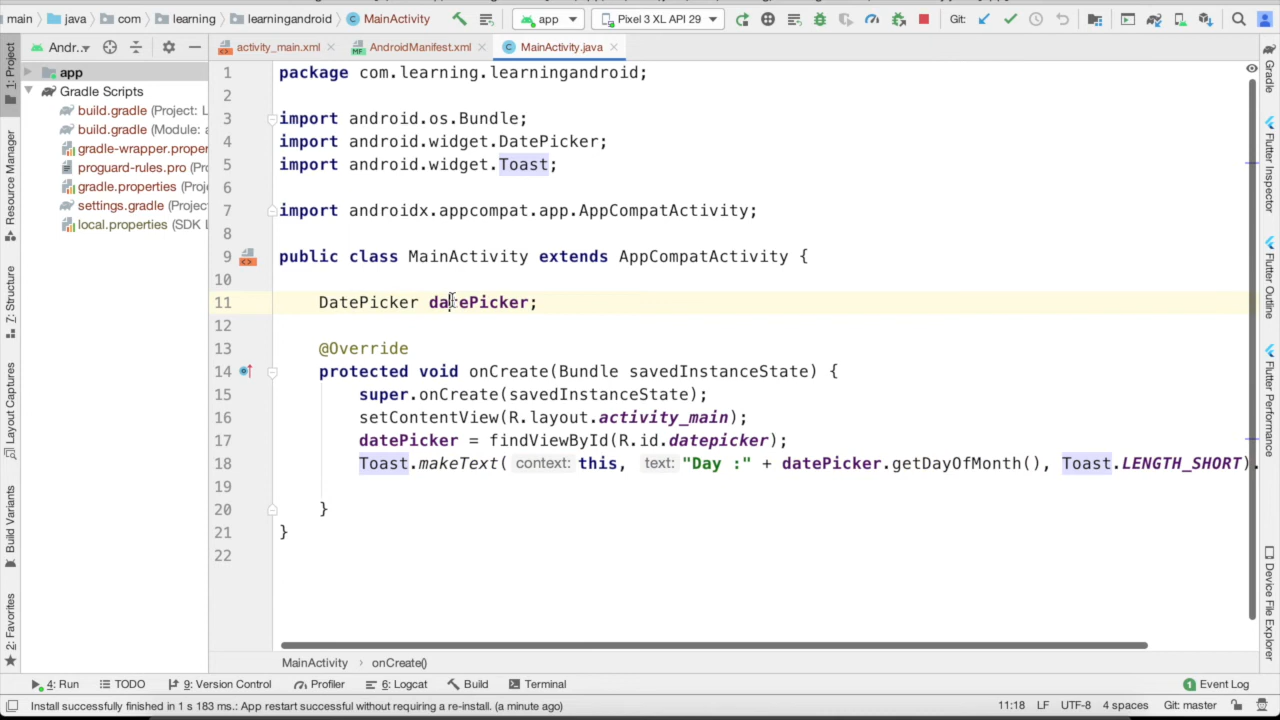 main
java
com
learning
learningandroid
MainActivity
app
Pixel 3 XL API 29
Git:
Andr..
activity_main.xml
AndroidManifest.xml
MainActivity.java
1: Project
Resource Manager
7: Structure
Layout Captures
Build Variants
2: Favorites
app
Gradle Scripts
build.gradle (Project: L
build.gradle (Module: a
gradle-wrapper.proper
proguard-rules.pro (Pro
gradle.properties (Proj
settings.gradle (Projec
local.properties (SDK L
1 package com.learning.learningandroid;
2
3 import android.os.Bundle;
4 import android.widget.DatePicker;
5 import android.widget.Toast;
6
7 import androidx.appcompat.app.AppCompatActivity;
8
9 public class MainActivity extends AppCompatActivity {
10
11 DatePicker datePicker;
12
13 @Override
14 protected void onCreate(Bundle savedInstanceState) {
15 super.onCreate(savedInstanceState);
16 setContentView(R.layout.activity_main);
17 datePicker = findViewById(R.id.datepicker);
18 Toast.makeText( context: this, text: "Day :" + datePicker.getDayOfMonth(), Toast.LENGTH_SHORT).
19
20 }
21 }
22
Gradle
Flutter Inspector
Flutter Outline
Flutter Performance
Device File Explorer
MainActivity › onCreate()
4: Run
TODO
9: Version Control
Profiler
6: Logcat
Build
Terminal
1 Event Log
Install successfully finished in 1 s 183 ms.: App restart successful without requiring a re-install. (a minute ago)
11:18 LF UTF-8 4 spaces Git: master